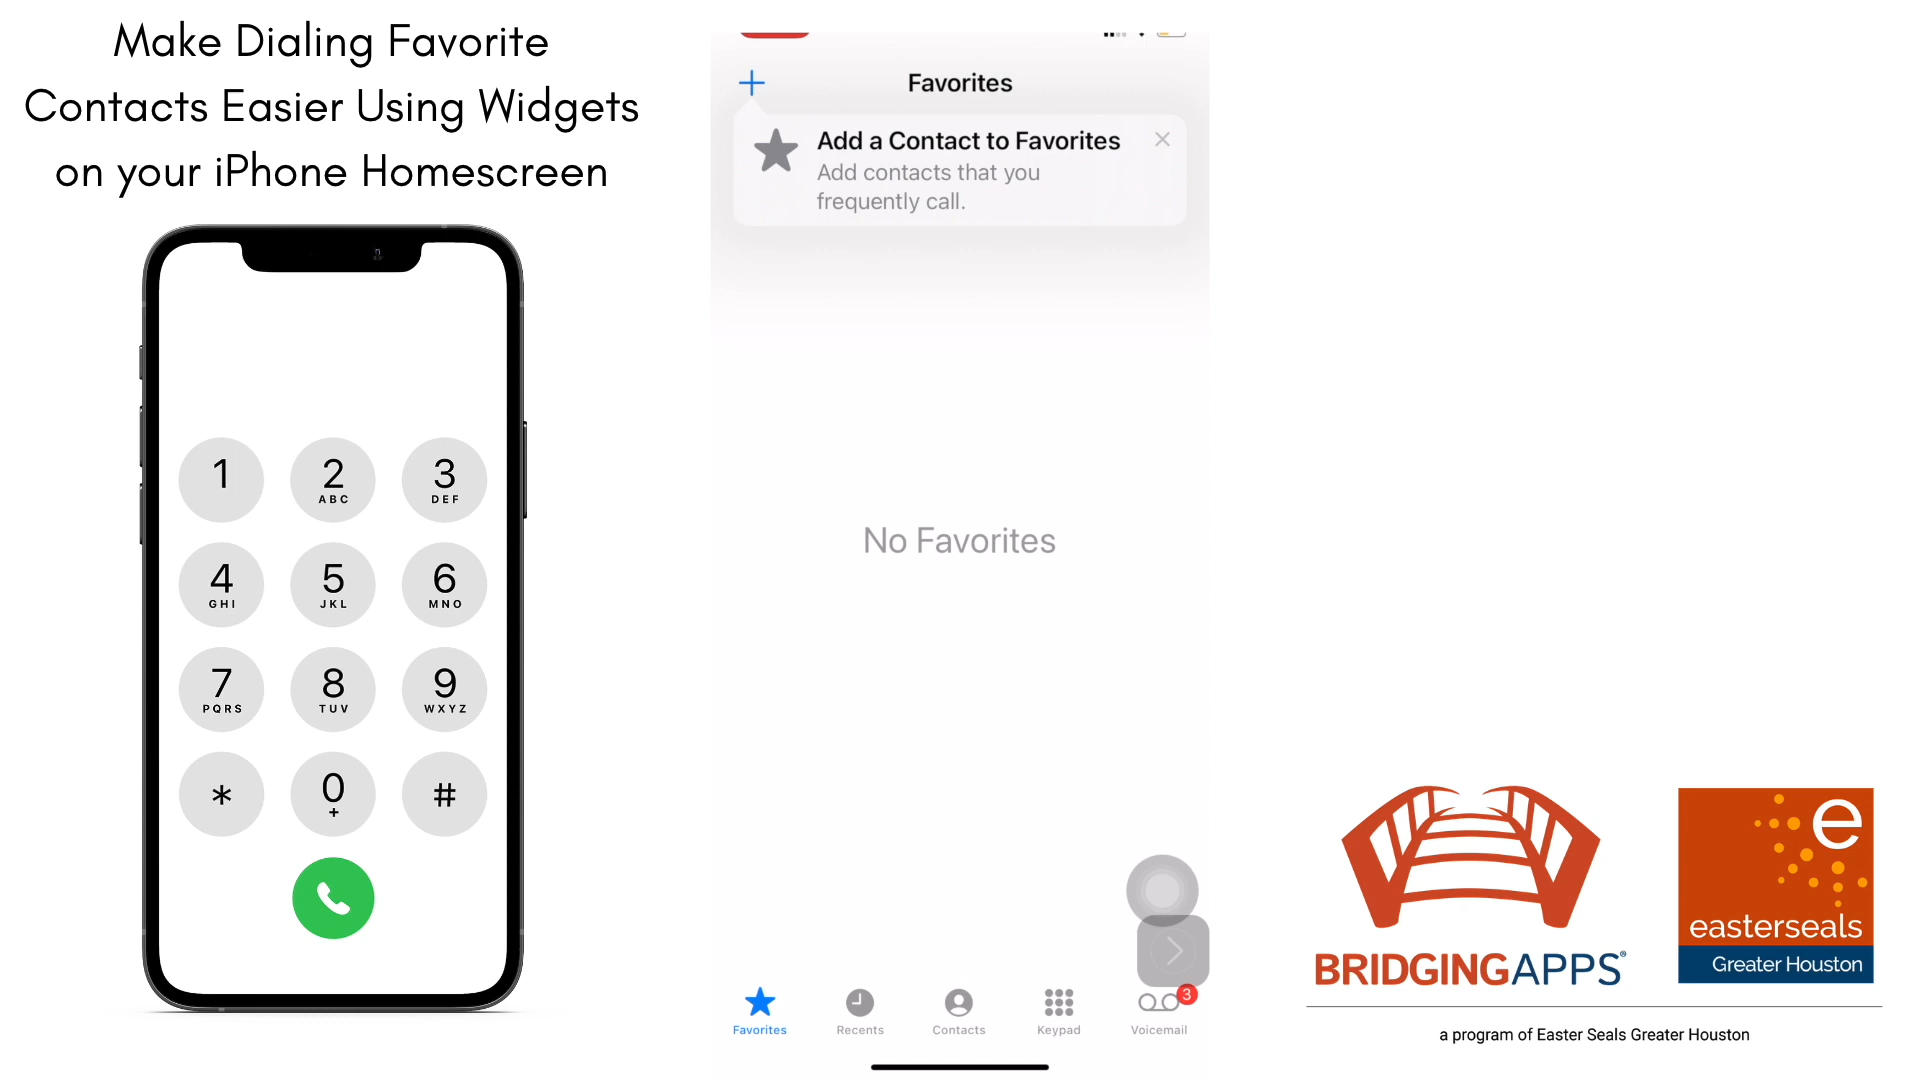 Make Dialing Favorite
Contacts Easier Using Widgets
on your iPhone Homescreen
1
2
ABC
3
DEF
4
GHI
5
JKL
6
MNO
7
PQRS
8
TUV
9
WXYZ
*
0
+
#
Favorites
Add a Contact to Favorites
Add contacts that you
frequently call.
No Favorites
Favorites
Recents
Contacts
Keypad
3
Voicemail
BRIDGINGAPPS®
e
easterseals
Greater Houston
a program of Easter Seals Greater Houston